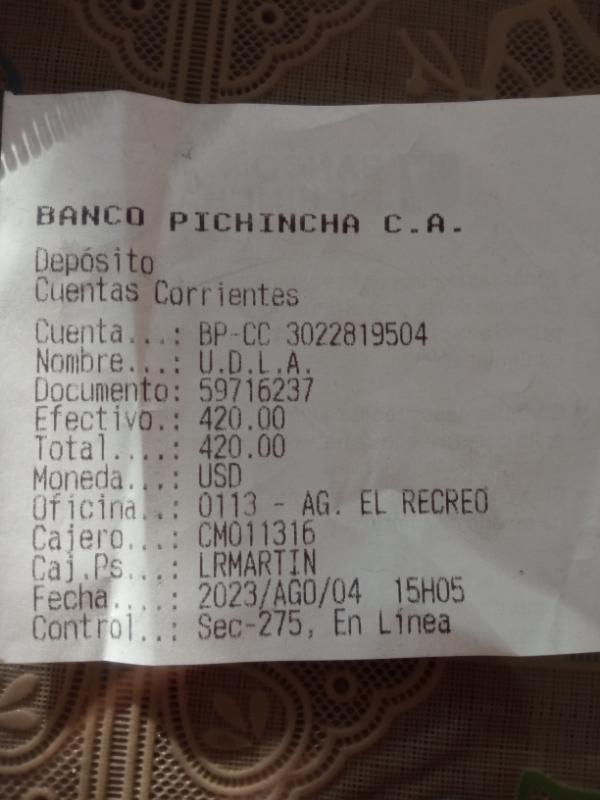 BANCO PICHINCHA C.A.
Depósito
Cuentas Corrientes
Cuenta...: BP-CC 3022819504
Nombre...: U.D.L.A.
Documento: 59716237
Efectivo.: 420.00
Total....: 420.00
Moneda...: USD
Oficina..: 0113 - AG. EL RECREO
Cajero...: CM011316
Caj.Ps...: LRMARTIN
Fecha....: 2023/AGO/04 15H05
Control..: Sec-275, En Línea